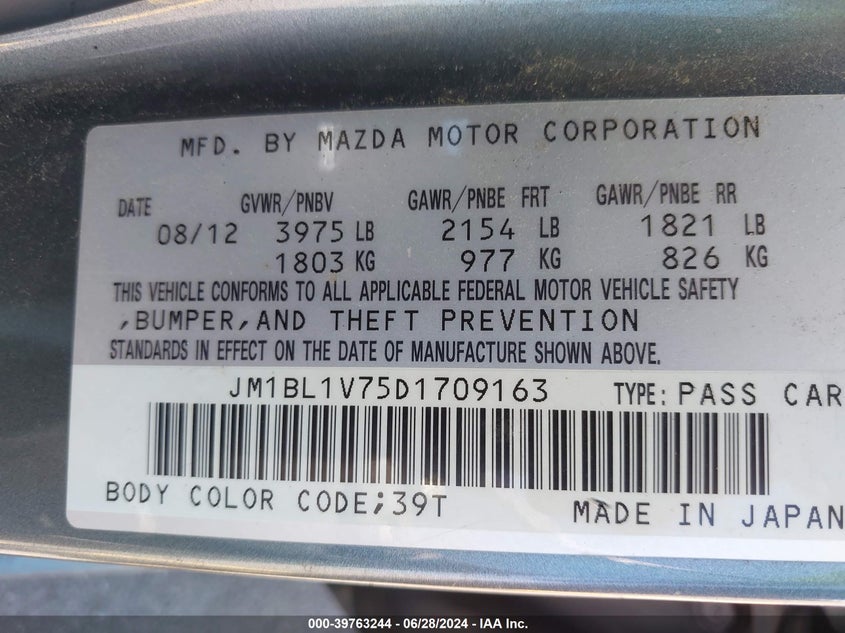 MFD. BY MAZDA MOTOR CORPORATION
DATE GVWR/PNBV GAWR/PNBE FRT GAWR/PNBE RR
08/12 3975 LB 2154 LB 1821 LB
1803 KG 977 KG 826 KG
THIS VEHICLE CONFORMS TO ALL APPLICABLE FEDERAL MOTOR VEHICLE SAFETY
,BUMPER,AND THEFT PREVENTION
STANDARDS IN EFFECT ON THE DATE OF MANUFACTURE SHOWN ABOVE.
JM1BL1V75D1709163 TYPE: PASS CAR
BODY COLOR CODE;39T
MADE IN JAPAN
000-39763244 - 06/28/2024 - IAA Inc.